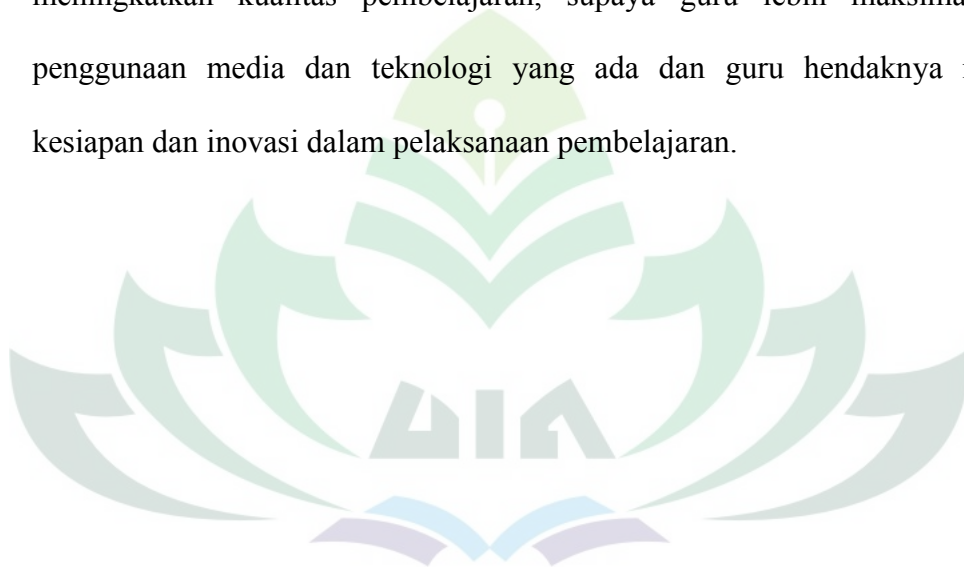 meningkatkan kualitas pembelajaran, supaya guru lebih
penggunaan media dan teknologi yang ada dan guru hendaknya
kesiapan dan inovasi dalam pelaksanaan pembelajaran.
UIN